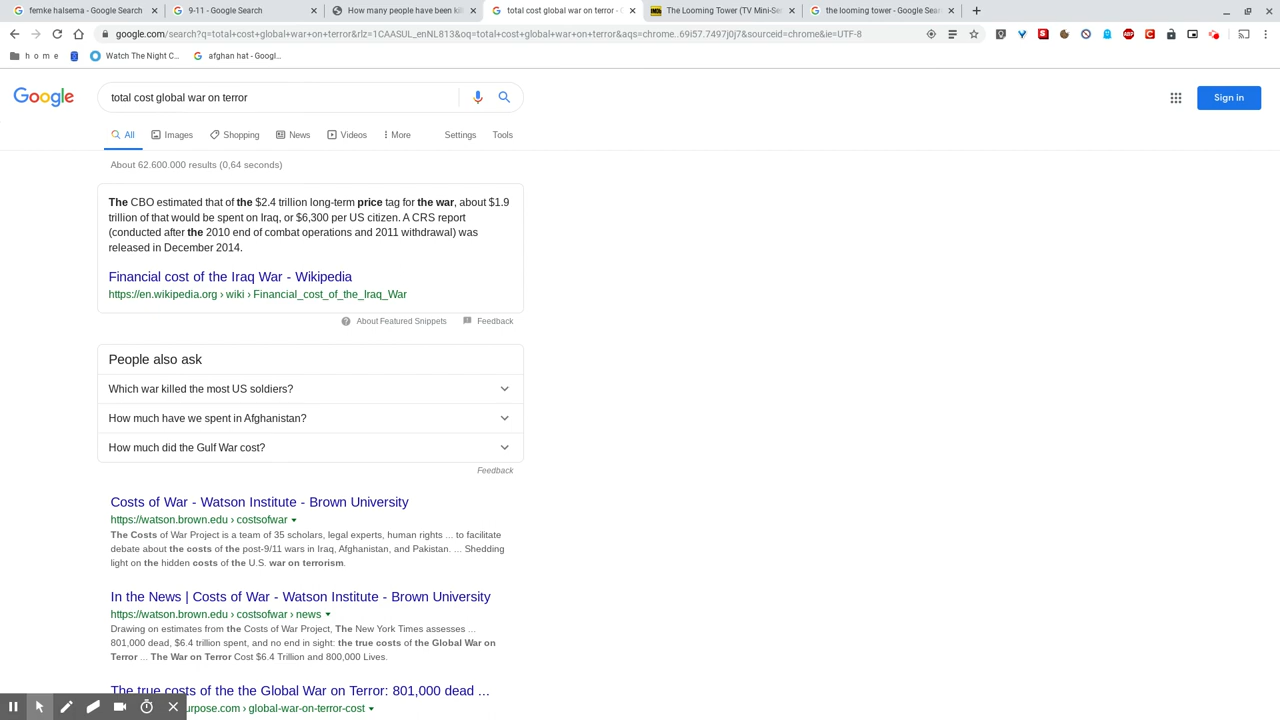 femke halsema - Google Search
9-11 - Google Search
How many people have been kil
total cost global war on terror - G
The Looming Tower (TV Mini-Se
the looming tower - Google Sear
google.com/search?q=total+cost+global+war+on+terror&rlz=1CAASUL_enNL813&oq=total+cost+global+war+on+terror&aqs=chrome..69i57.7497j0j7&sourceid=chrome&ie=UTF-8
h o m e
Watch The Night C...
afghan hat - Googl...
Google
total cost global war on terror
Sign in
All
Images
Shopping
News
Videos
More
Settings
Tools
About 62.600.000 results (0,64 seconds)
The CBO estimated that of the $2.4 trillion long-term price tag for the war, about $1.9
trillion of that would be spent on Iraq, or $6,300 per US citizen. A CRS report
(conducted after the 2010 end of combat operations and 2011 withdrawal) was
released in December 2014.
Financial cost of the Iraq War - Wikipedia
https://en.wikipedia.org › wiki › Financial_cost_of_the_Iraq_War
About Featured Snippets
Feedback
People also ask
Which war killed the most US soldiers?
How much have we spent in Afghanistan?
How much did the Gulf War cost?
Feedback
Costs of War - Watson Institute - Brown University
https://watson.brown.edu › costsofwar
The Costs of War Project is a team of 35 scholars, legal experts, human rights ... to facilitate
debate about the costs of the post-9/11 wars in Iraq, Afghanistan, and Pakistan. ... Shedding
light on the hidden costs of the U.S. war on terrorism.
In the News | Costs of War - Watson Institute - Brown University
https://watson.brown.edu › costsofwar › news
Drawing on estimates from the Costs of War Project, The New York Times assesses ...
801,000 dead, $6.4 trillion spent, and no end in sight: the true costs of the Global War on
Terror ... The War on Terror Cost $6.4 Trillion and 800,000 Lives.
The true costs of the the Global War on Terror: 801,000 dead ...
urpose.com › global-war-on-terror-cost